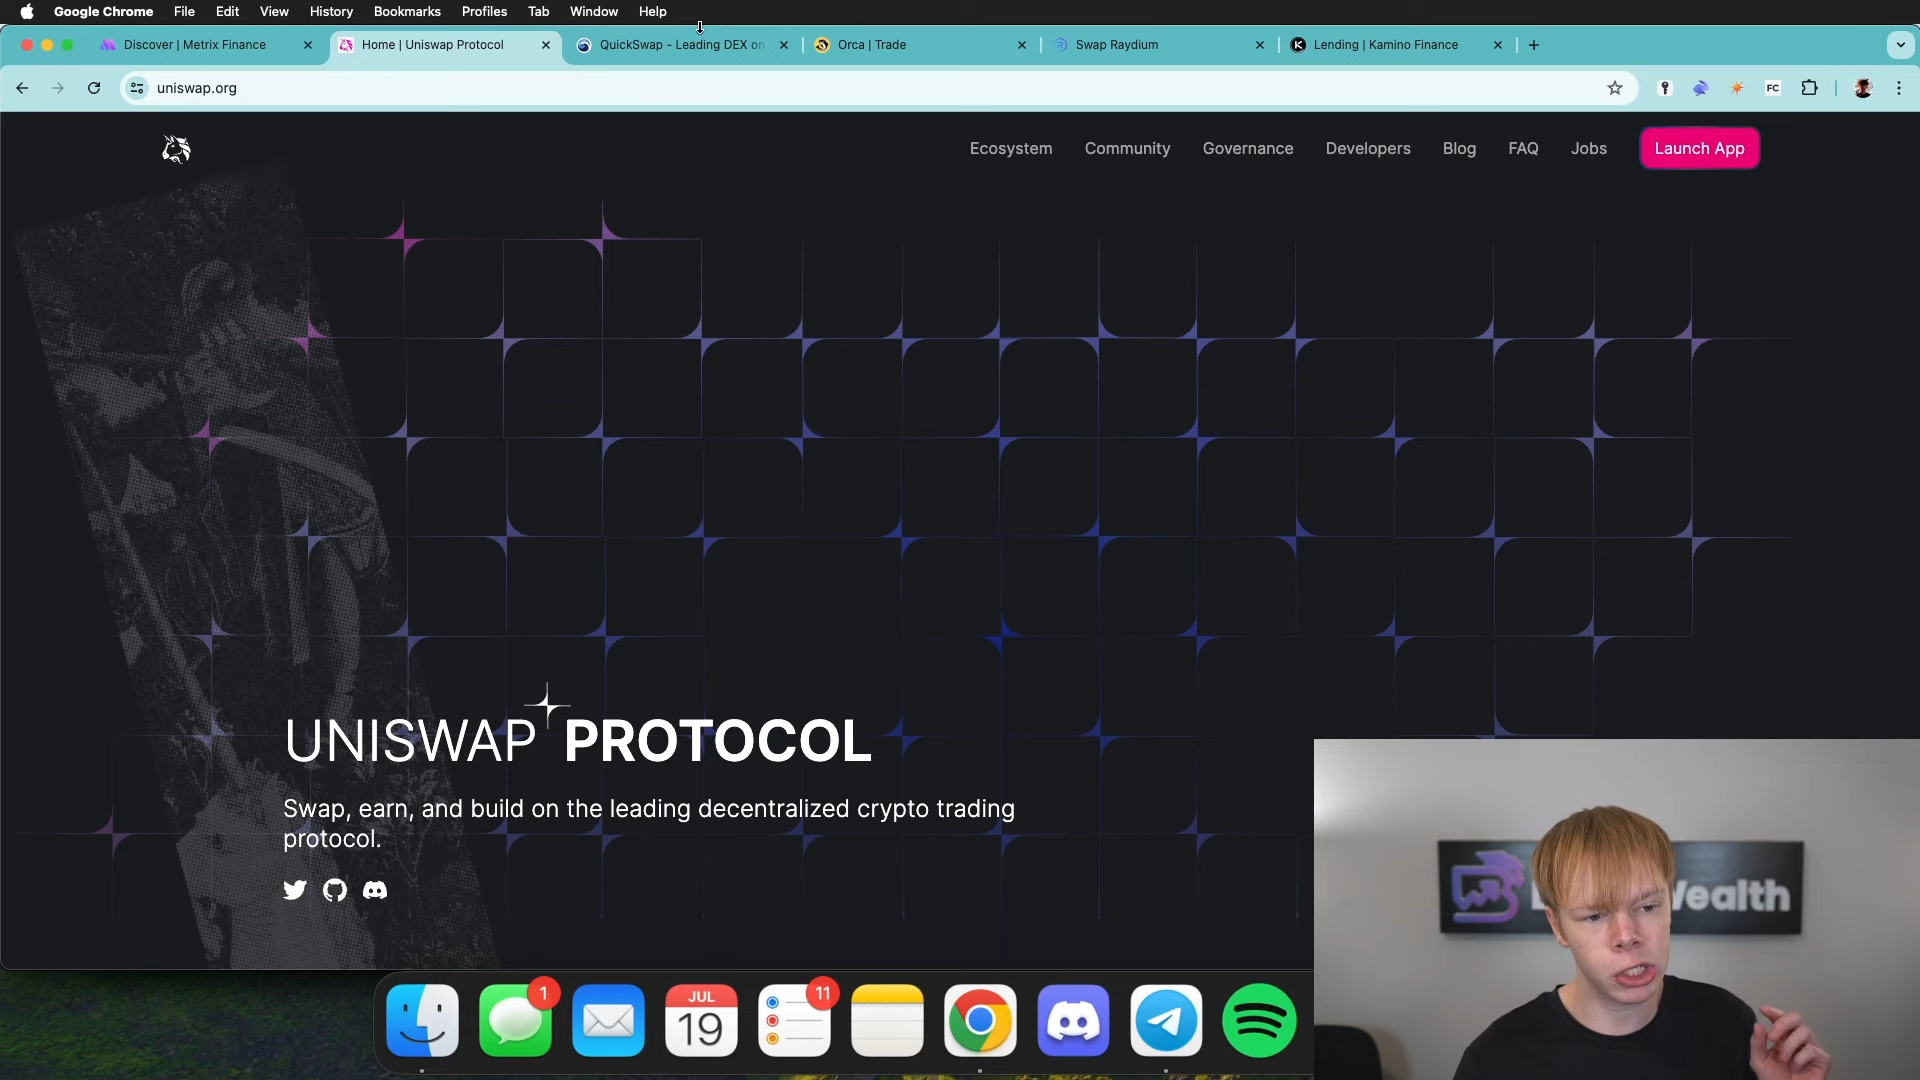 Google Chrome File Edit View History Bookmarks Profiles Tab Window Help
Discover | Metrix Finance
Home | Uniswap Protocol
QuickSwap - Leading DEX on
Orca | Trade
Swap Raydium
Lending | Kamino Finance
uniswap.org
FC
Ecosystem Community Governance Developers Blog FAQ Jobs Launch App
UNISWAP PROTOCOL
Swap, earn, and build on the leading decentralized crypto trading
protocol.
Wealth
1
JUL
19
11